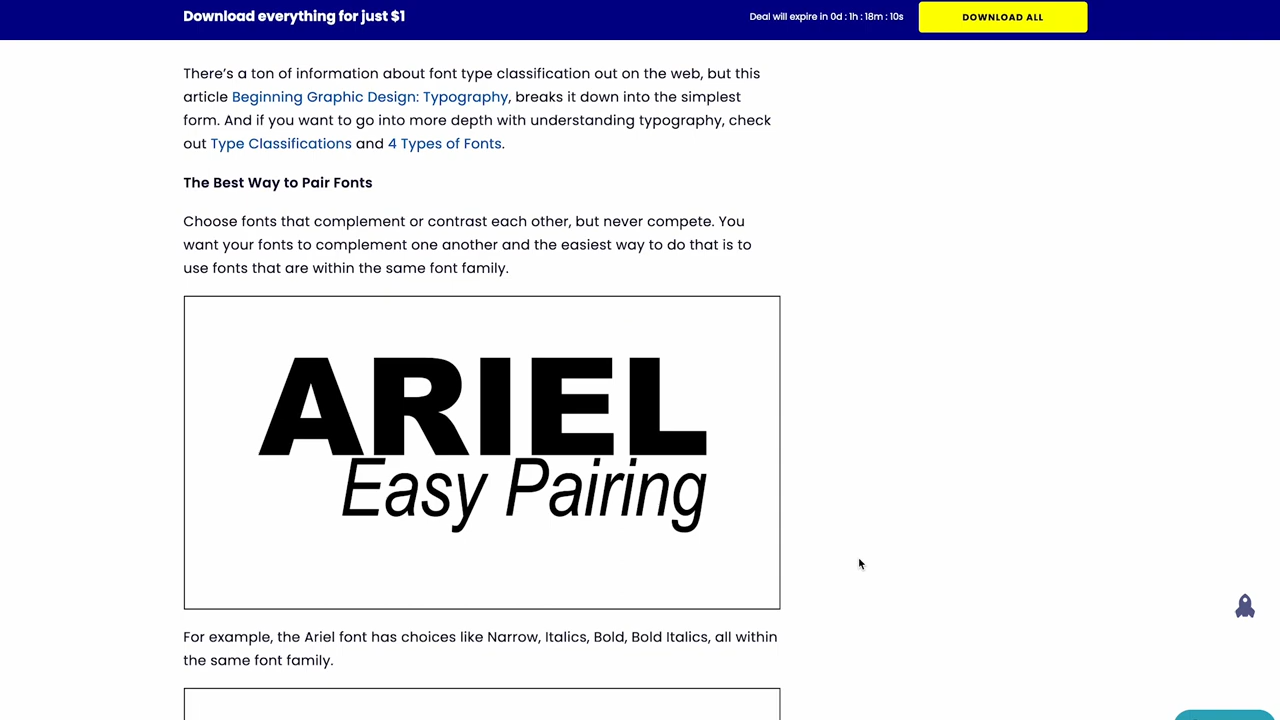 Download everything for just $1
Deal will expire in 0d : 1h : 18m : 10s
DOWNLOAD ALL
There’s a ton of information about font type classification out on the web, but this
article Beginning Graphic Design: Typography, breaks it down into the simplest
form. And if you want to go into more depth with understanding typography, check
out Type Classifications and 4 Types of Fonts.
The Best Way to Pair Fonts
Choose fonts that complement or contrast each other, but never compete. You
want your fonts to complement one another and the easiest way to do that is to
use fonts that are within the same font family.
ARIEL
Easy Pairing
For example, the Ariel font has choices like Narrow, Italics, Bold, Bold Italics, all within
the same font family.